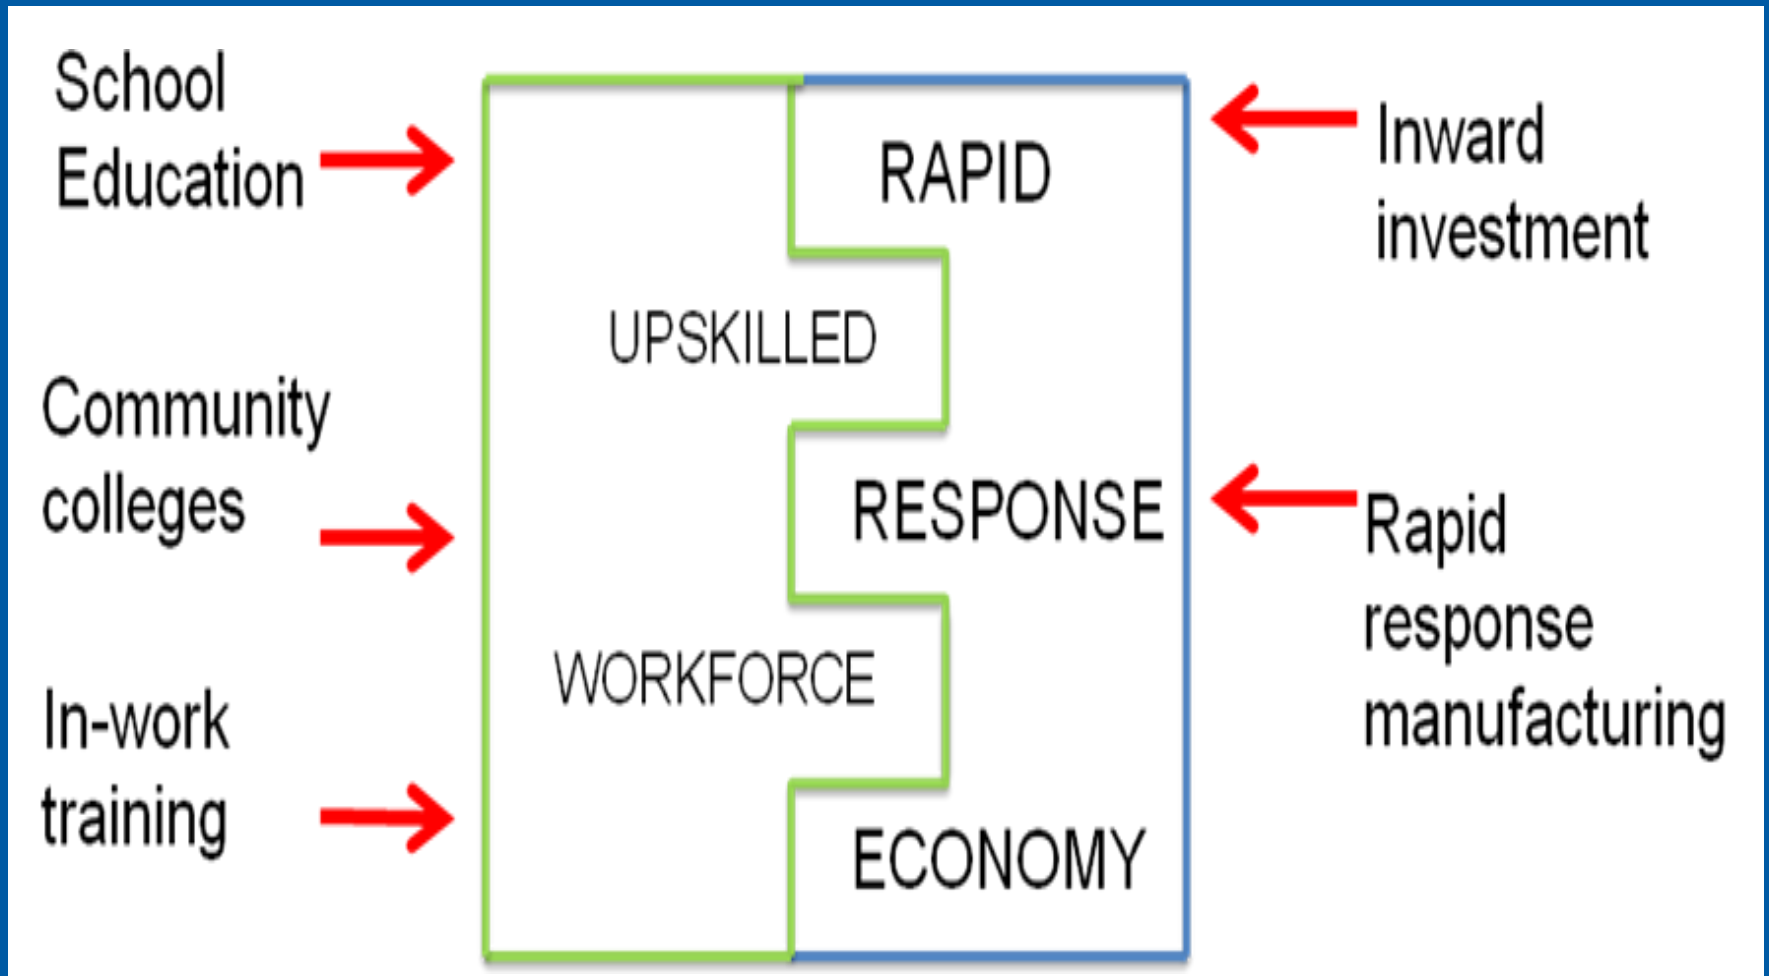 School
Education
Community
colleges
In-work
training
UPSKILLED
WORKFORCE
RAPID
RESPONSE
ECONOMY
Inward
investment
Rapid
response
manufacturing